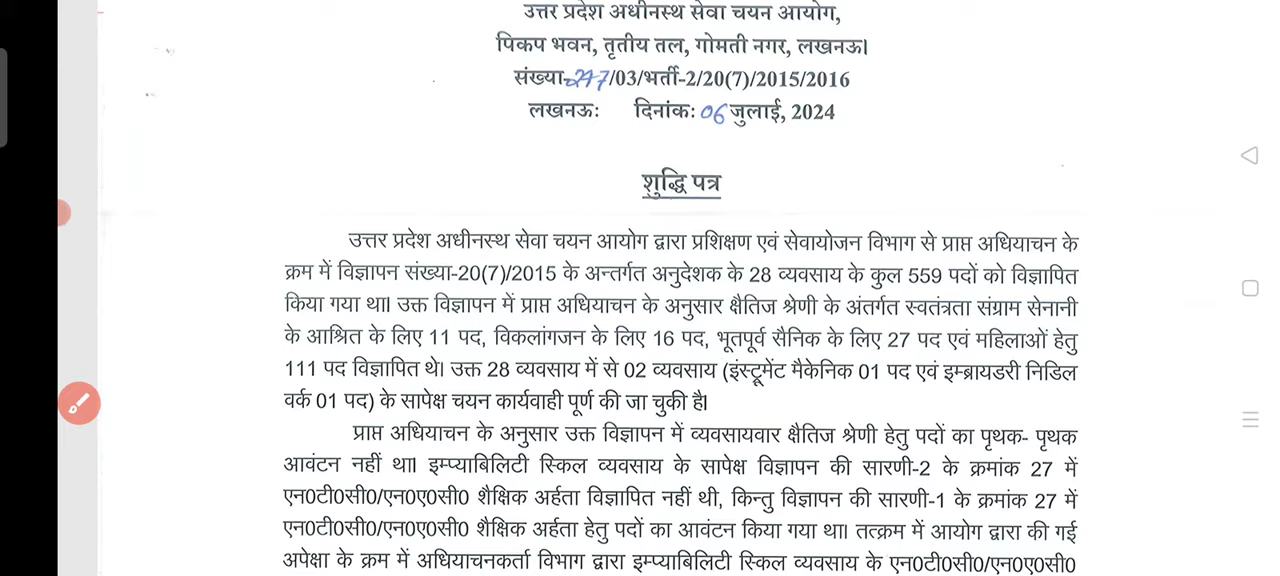 उत्तर प्रदेश अधीनस्थ सेवा चयन आयोग,
पिकप भवन, तृतीय तल, गोमती नगर, लखनऊ।
संख्या-247/03/भर्ती-2/20(7)/2015/2016
लखनऊः दिनांकः 06 जुलाई, 2024
शुद्धि पत्र
उत्तर प्रदेश अधीनस्थ सेवा चयन आयोग द्वारा प्रशिक्षण एवं सेवायोजन विभाग से प्राप्त अधियाचन के
क्रम में विज्ञापन संख्या-20(7)/2015 के अन्तर्गत अनुदेशक के 28 व्यवसाय के कुल 559 पदों को विज्ञापित
किया गया था। उक्त विज्ञापन में प्राप्त अधियाचन के अनुसार क्षैतिज श्रेणी के अंतर्गत स्वतंत्रता संग्राम सेनानी
के आश्रित के लिए 11 पद, विकलांगजन के लिए 16 पद, भूतपूर्व सैनिक के लिए 27 पद एवं महिलाओं हेतु
111 पद विज्ञापित थे। उक्त 28 व्यवसाय में से 02 व्यवसाय (इंस्ट्रूमेंट मैकेनिक 01 पद एवं इम्ब्रायडरी निडिल
वर्क 01 पद) के सापेक्ष चयन कार्यवाही पूर्ण की जा चुकी है।
प्राप्त अधियाचन के अनुसार उक्त विज्ञापन में व्यवसायवार क्षैतिज श्रेणी हेतु पदों का पृथक- पृथक
आवंटन नहीं था। इम्प्याबिलिटी स्किल व्यवसाय के सापेक्ष विज्ञापन की सारणी-2 के क्रमांक 27 में
एन0टी0सी0/एन0ए0सी0 शैक्षिक अर्हता विज्ञापित नहीं थी, किन्तु विज्ञापन की सारणी-1 के क्रमांक 27 में
एन0टी0सी0/एन0ए0सी0 शैक्षिक अर्हता हेतु पदों का आवंटन किया गया था। तत्क्रम में आयोग द्वारा की गई
अपेक्षा के क्रम में अधियाचनकर्ता विभाग द्वारा इम्प्याबिलिटी स्किल व्यवसाय के एन0टी0सी0/एन0ए0सी0